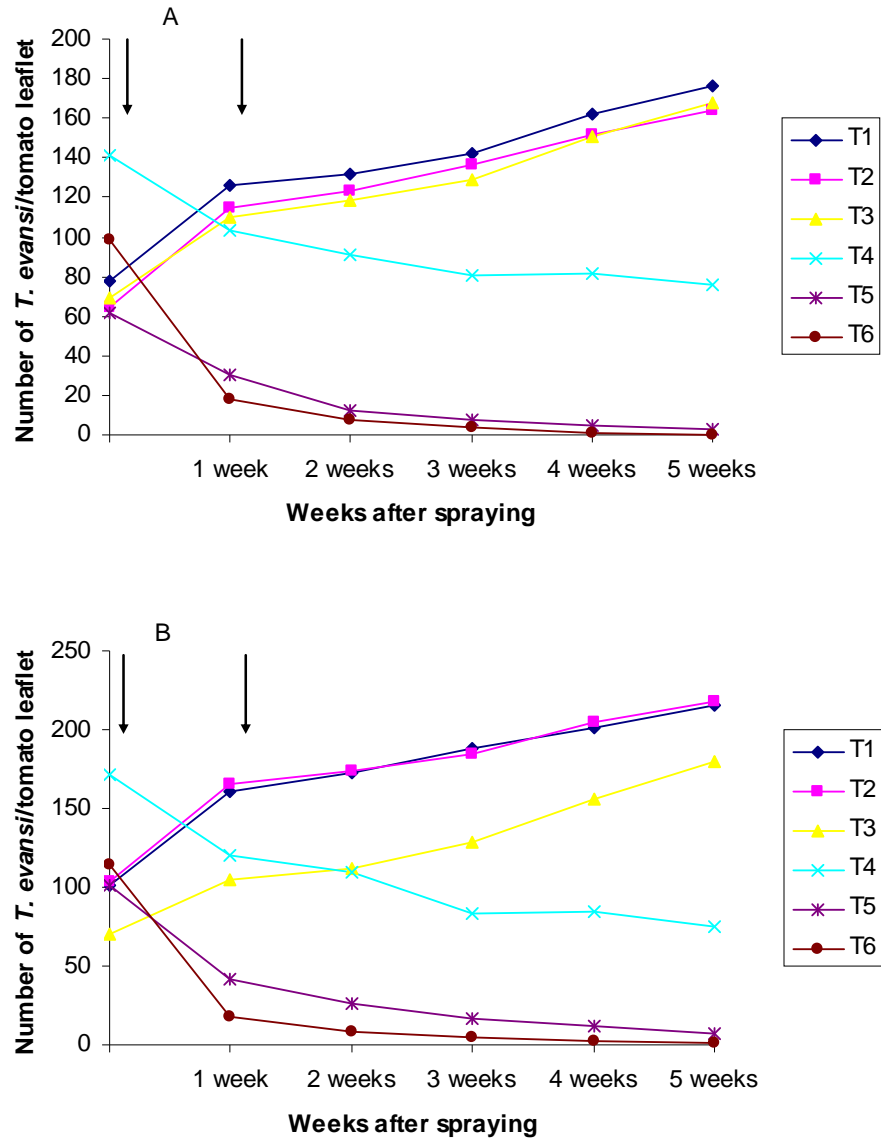 A
Number of T. evansi/tomato leaflet
200
180
160
140
120
100
80
60
40
20
0
1 week 2 weeks 3 weeks 4 weeks 5 weeks
Weeks after spraying
T1
T2
T3
T4
T5
T6
B
Number of T. evansi/tomato leaflet
250
200
150
100
50
0
1 week 2 weeks 3 weeks 4 weeks 5 weeks
Weeks after spraying
T1
T2
T3
T4
T5
T6